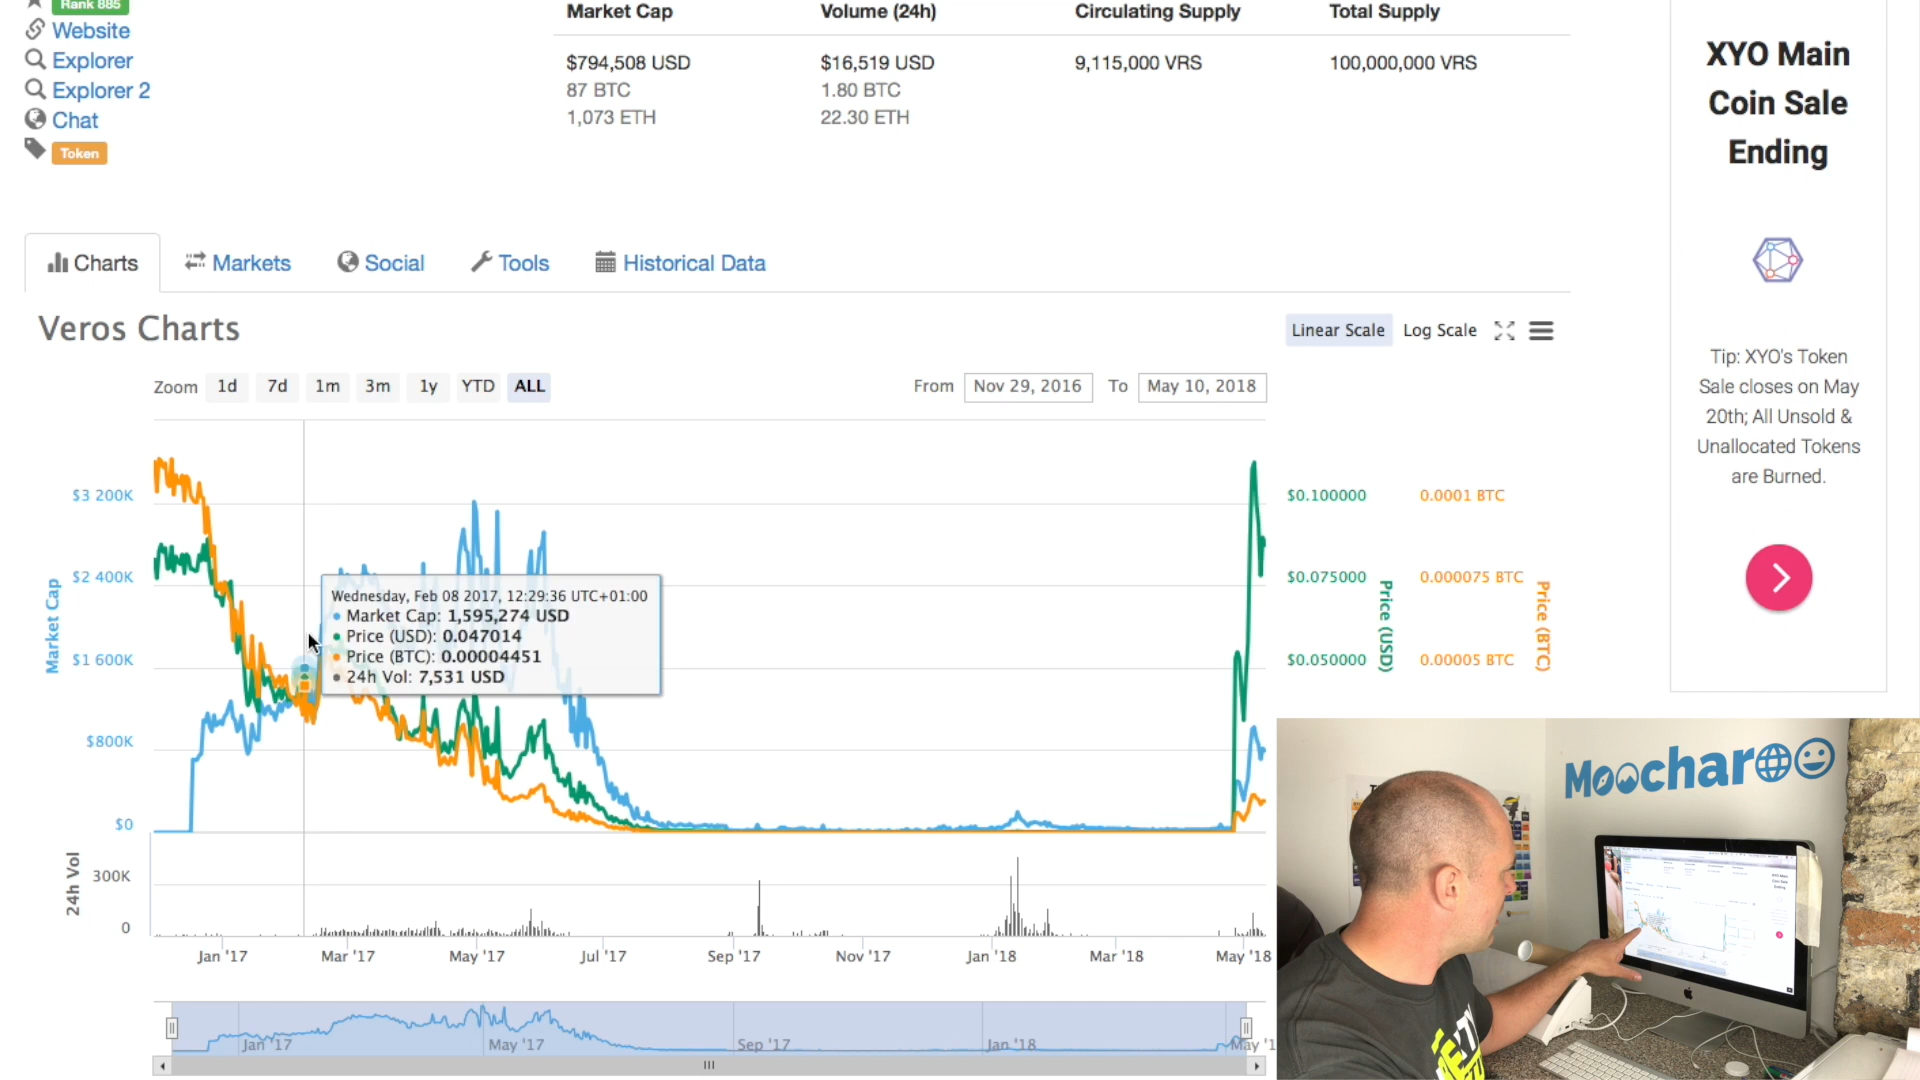 Rank 885
Website
Explorer
Explorer 2
Chat
Token
Market Cap
Volume (24h)
Circulating Supply
Total Supply
$794,508 USD
$16,519 USD
9,115,000 VRS
100,000,000 VRS
87 BTC
1.80 BTC
1,073 ETH
22.30 ETH
XYO Main
Coin Sale
Ending
Tip: XYO's Token
Sale closes on May
20th; All Unsold &
Unallocated Tokens
are Burned.
Charts
Markets
Social
Tools
Historical Data
Veros Charts
Linear Scale
Log Scale
Zoom 1d 7d 1m 3m 1y YTD ALL
From Nov 29, 2016 To May 10, 2018
Market Cap
$3 200K
$2 400K
$1 600K
$800K
$0
Wednesday, Feb 08 2017, 12:29:36 UTC+01:00
Market Cap: 1,595,274 USD
Price (USD): 0.047014
Price (BTC): 0.00004451
24h Vol: 7,531 USD
$0.100000
$0.075000
$0.050000
Price (USD)
0.0001 BTC
0.000075 BTC
0.00005 BTC
Price (BTC)
24h Vol
300K
0
Jan '17 Mar '17 May '17 Jul '17 Sep '17 Nov '17 Jan '18 Mar '18 May '18
Jan '17 May '17 Sep '17 Jan '18 May '1
Moocharoo